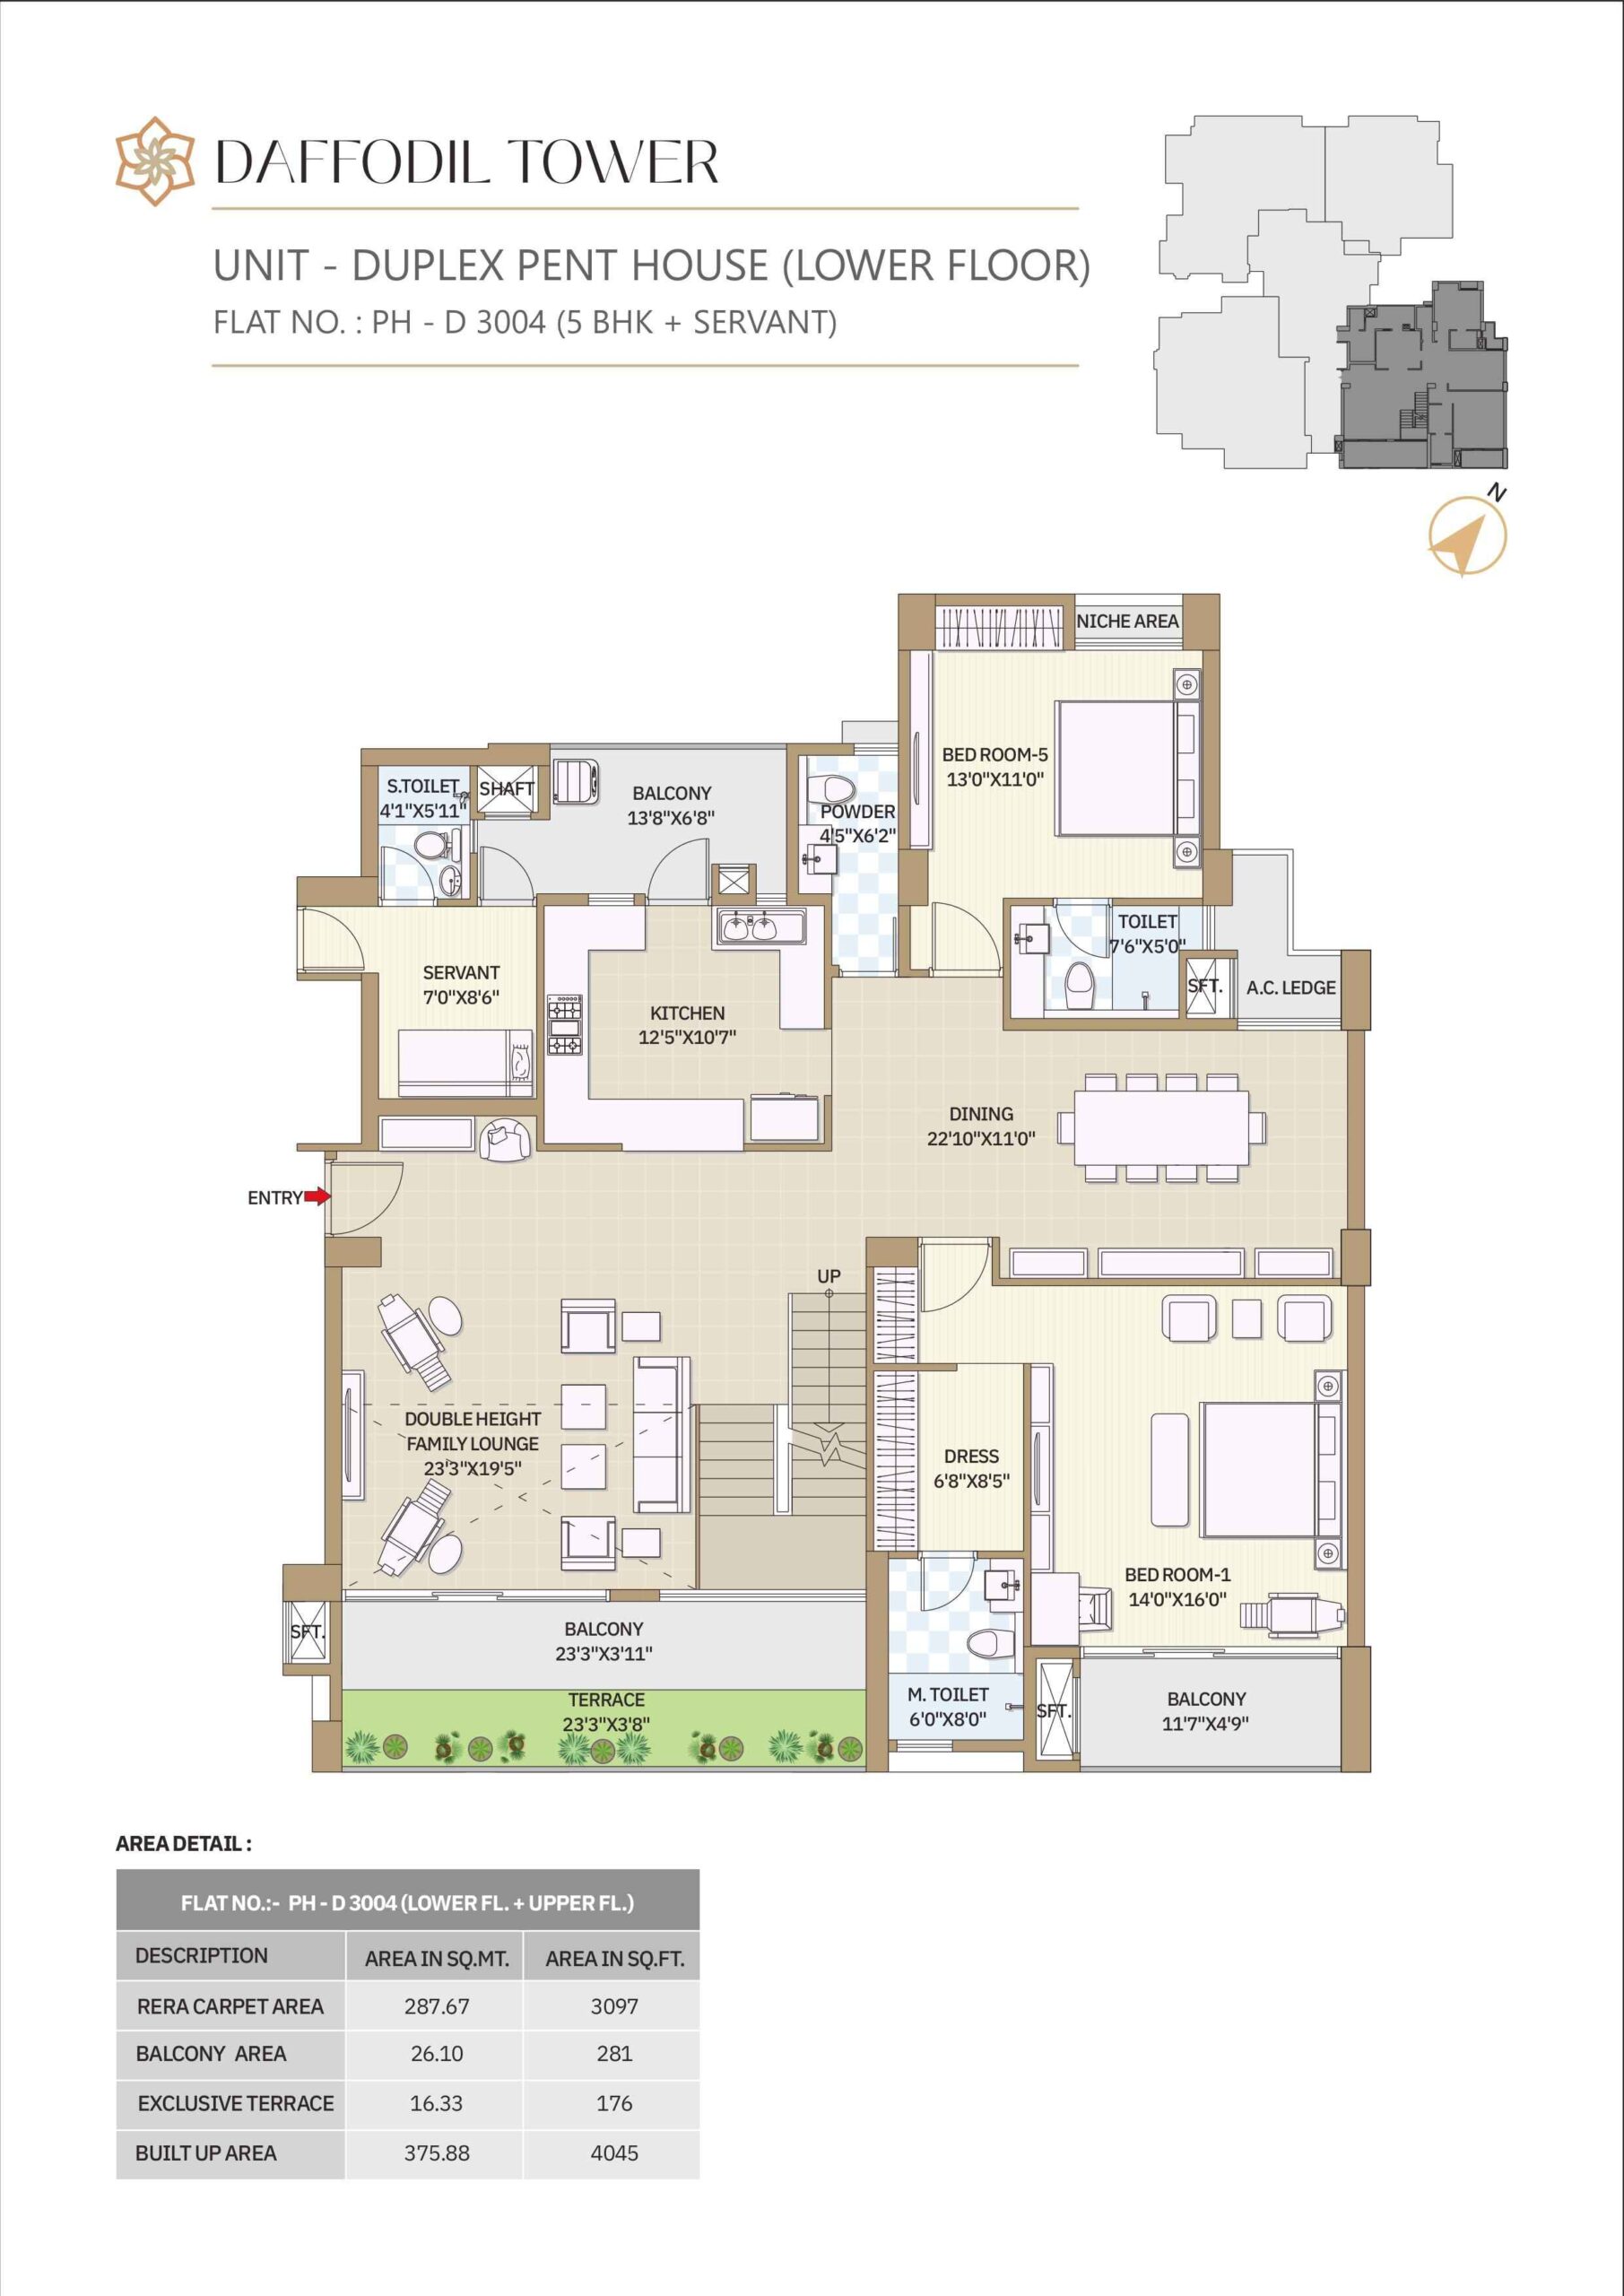 DAFFODIL TOWER
UNIT - DUPLEX PENT HOUSE (LOWER FLOOR)
FLAT NO. : PH - D 3004 (5 BHK + SERVANT)
N
NICHE AREA
BED ROOM-5
13'0"X11'0"
S.TOILET
4'1"X5'11"
SHAFT
BALCONY
13'8"X6'8"
POWDER
4'5"X6'2"
TOILET
7'6"X5'0"
SERVANT
7'0"X8'6"
KITCHEN
12'5"X10'7"
SFT.
A.C. LEDGE
DINING
22'10"X11'0"
ENTRY
UP
DOUBLE HEIGHT
FAMILY LOUNGE
23'3"X19'5"
DRESS
6'8"X8'5"
BED ROOM-1
14'0"X16'0"
SFT.
BALCONY
23'3"X3'11"
TERRACE
23'3"X3'8"
M. TOILET
6'0"X8'0"
SFT.
BALCONY
11'7"X4'9"
AREA DETAIL :
FLAT NO.:- PH - D 3004 (LOWER FL. + UPPER FL.)
DESCRIPTION AREA IN SQ.MT. AREA IN SQ.FT.
RERA CARPET AREA 287.67 3097
BALCONY AREA 26.10 281
EXCLUSIVE TERRACE 16.33 176
BUILT UP AREA 375.88 4045